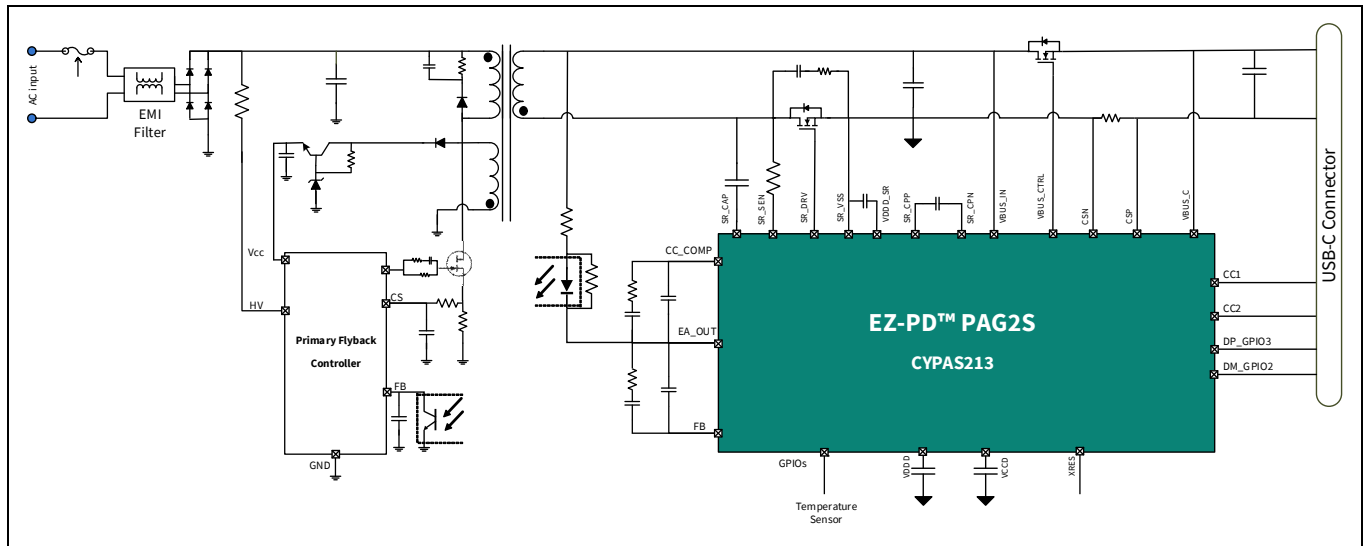 AC input
EMI
Filter
Vcc
HV
CS
Primary Flyback
Controller
FB
GND
SR_CAP
SR_SEN
SR_DRV
SR_VSS
VDDD_SR
SR_CPP
SR_CPN
VBUS_IN
VBUS_CTRL
CSN
CSP
VBUS_C
CC_COMP
EA_OUT
FB
EZ-PD™ PAG2S
CYPAS213
CC1
CC2
DP_GPIO3
DM_GPIO2
USB-C Connector
GPIOs
VDDD
VCCD
XRES
Temperature
Sensor